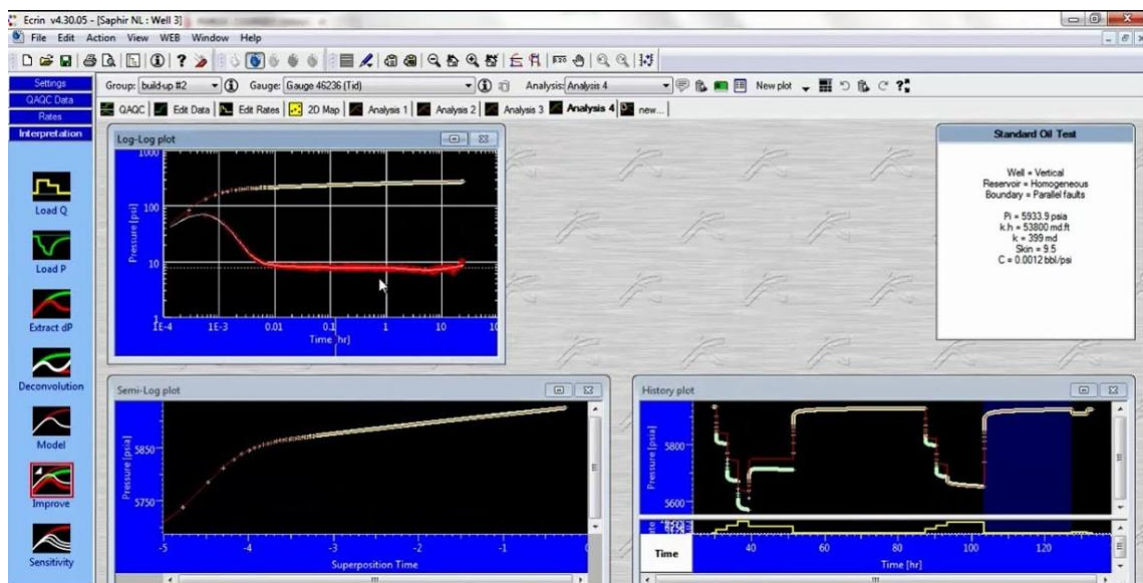 Ecrin v4.30.05 - [Saphir NL : Well 3]
File Edit Action View WEB Window Help
Settings
QAQC Data
Rates
Interpretation
Load Q
Load P
Extract dP
Deconvolution
Model
Improve
Sensitivity
Group: build-up #2 Gauge: Gauge 46236 (Tid) Analysis: Analysis 4 New plot
QAQC Edit Data Edit Rates 2D Map Analysis 1 Analysis 2 Analysis 3 Analysis 4 new...
Log-Log plot
1000
100
10
1
Pressure [psi]
1E-4 1E-3 0.01 0.1 1 10
Time [hr]
Standard Oil Test
Well = Vertical
Reservoir = Homogeneous
Boundary = Parallel faults
Pi = 5933.9 psia
k.h = 53800 md.ft
k = 399 md
Skin = 9.5
C = 0.0012 bbl/psi
Semi-Log plot
5850
5750
Pressure [psia]
-5 -4 -3 -2 -1
Superposition Time
History plot
5800
5600
Pressure [psia]
Time
40 60 80 100 120
Time [hr]